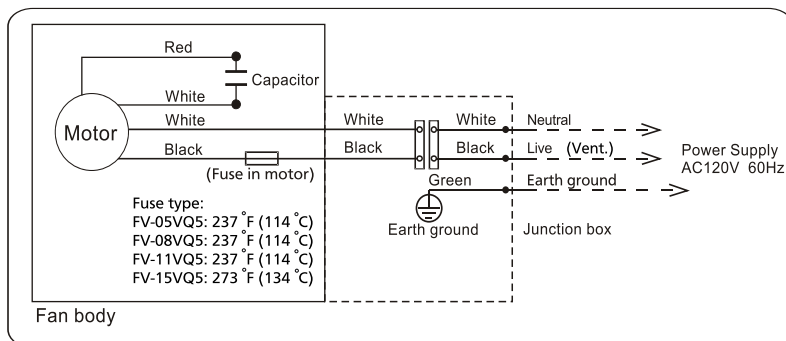 Red
Capacitor
White
White
White
White
Neutral
Motor
Black
Black
Black
Live
(Vent.)
Power Supply
AC120V 60Hz
(Fuse in motor)
Green
Earth ground
Fuse type:
FV-05VQ5: 237 °F (114 °C)
FV-08VQ5: 237 °F (114 °C)
FV-11VQ5: 237 °F (114 °C)
FV-15VQ5: 273 °F (134 °C)
Earth ground
Junction box
Fan body